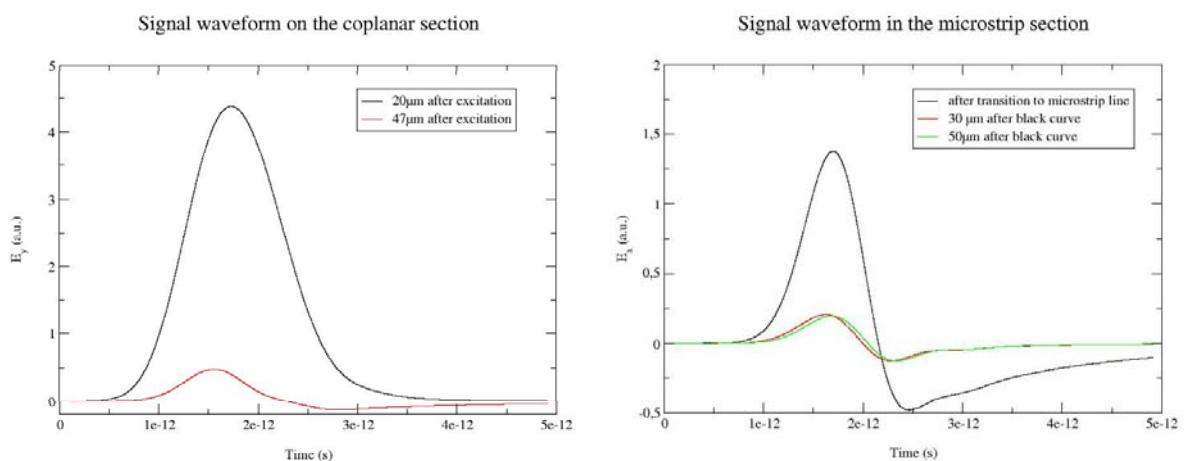 Signal waveform on the coplanar section
5
4
3
2
1
0
E_y (a.u.)
20μm after excitation
47μm after excitation
0 1e-12 2e-12 3e-12 4e-12 5e-12
Time (s)
Signal waveform in the microstrip section
2
1,5
1
0,5
0
-0,5
E_x (a.u.)
after transition to microstrip line
30 μm after black curve
50μm after black curve
0 1e-12 2e-12 3e-12 4e-12 5e-12
Time (s)